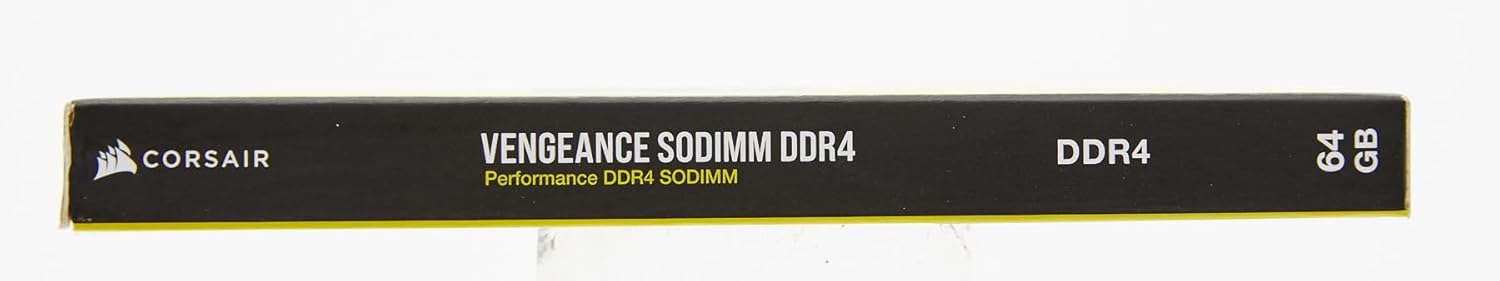 CORSAIR
VENGEANCE SODIMM DDR4
Performance DDR4 SODIMM
DDR4
64
GB